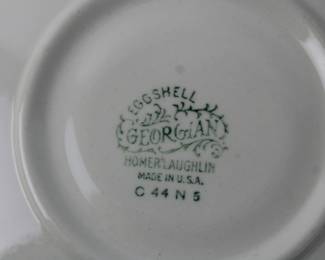 EGGSHELL
GEORGIAN
HOMER LAUGHLIN
MADE IN U.S.A.
C 44 N 5